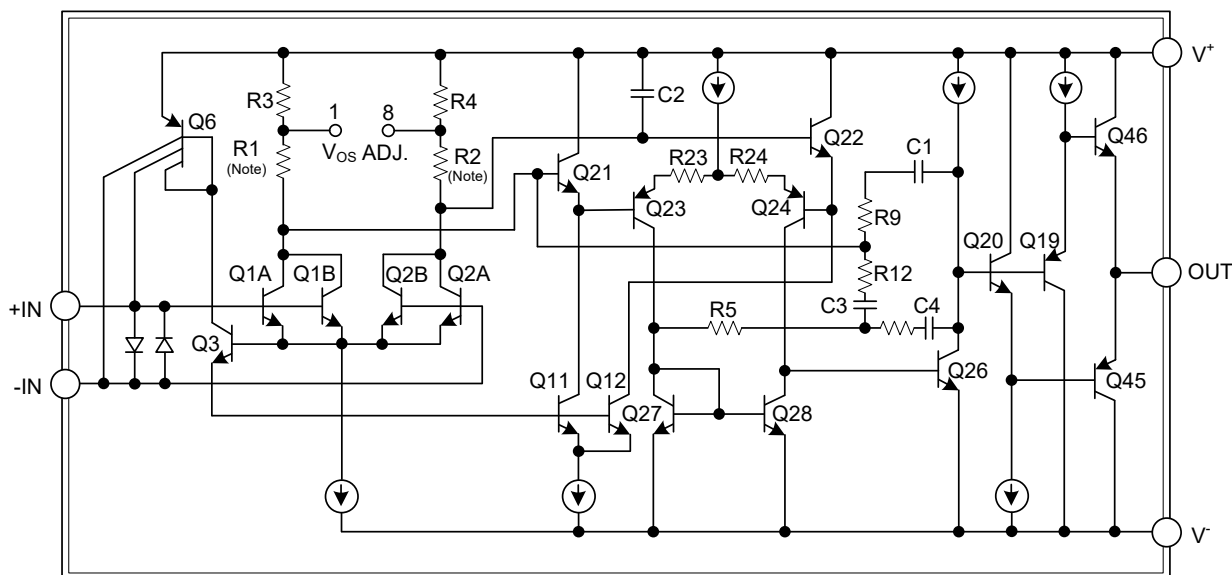 V+
R3
1
8
R4
C2
Q6
Q46
R1
(Note)
VOS ADJ.
R2
(Note)
Q22
C1
R23
R24
Q21
Q23
Q24
R9
Q20
Q19
Q1A
Q1B
Q2B
Q2A
R12
OUT
+IN
C3
C4
Q3
R5
-IN
Q11
Q12
Q26
Q45
Q27
Q28
V-